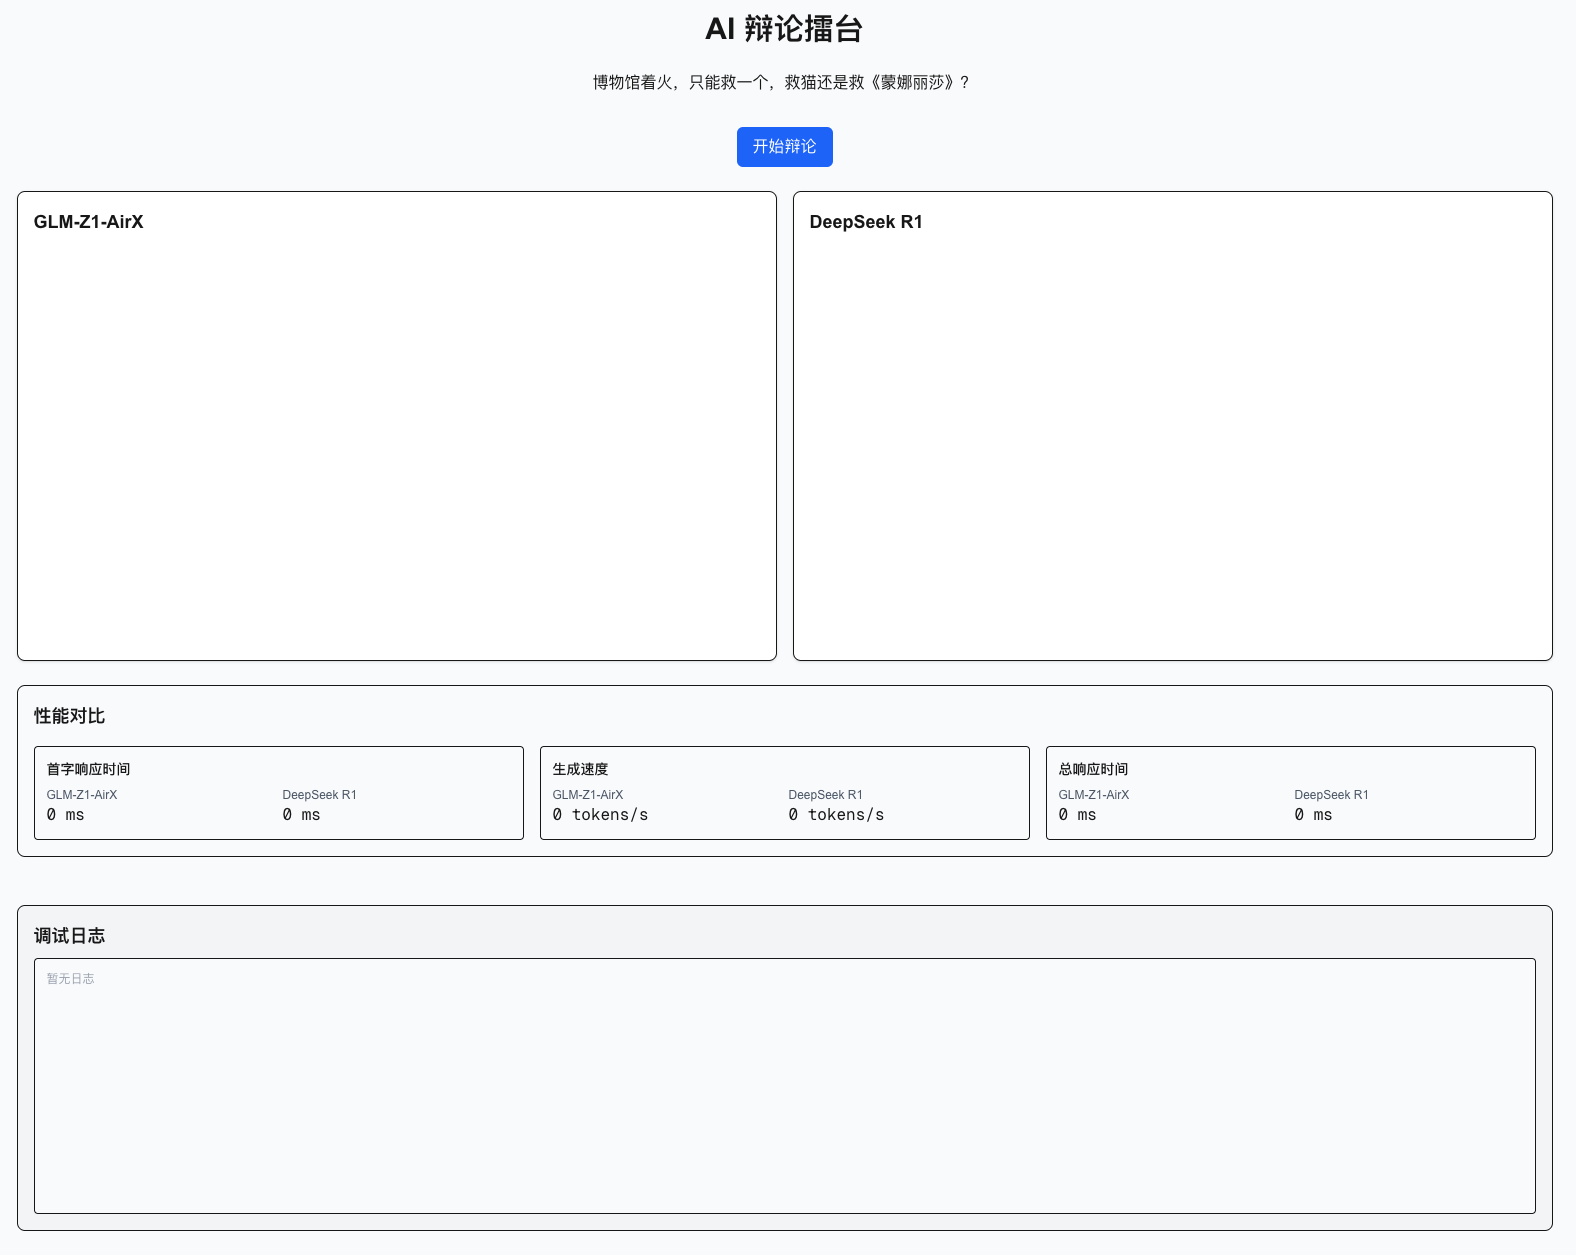 AI 辩论擂台
博物馆着火，只能救一个，救猫还是救《蒙娜丽莎》？
开始辩论
GLM-Z1-AirX
DeepSeek R1
性能对比
首字响应时间
GLM-Z1-AirX DeepSeek R1
0 ms 0 ms
生成速度
GLM-Z1-AirX DeepSeek R1
0 tokens/s 0 tokens/s
总响应时间
GLM-Z1-AirX DeepSeek R1
0 ms 0 ms
调试日志
暂无日志